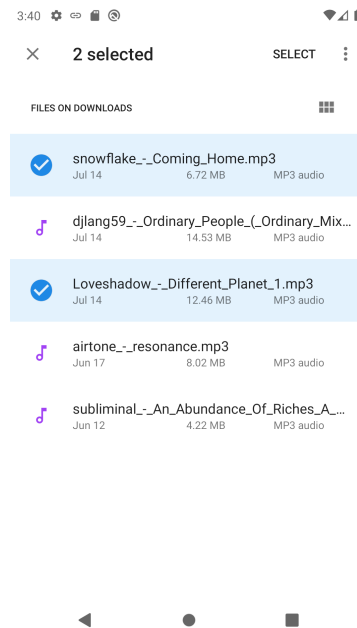 3:40
2 selected
SELECT
FILES ON DOWNLOADS
snowflake_-_Coming_Home.mp3
Jul 14 6.72 MB MP3 audio
djlang59_-_Ordinary_People_(_Ordinary_Mix...
Jul 14 14.53 MB MP3 audio
Loveshadow_-_Different_Planet_1.mp3
Jul 14 12.46 MB MP3 audio
airtone_-_resonance.mp3
Jun 17 8.02 MB MP3 audio
subliminal_-_An_Abundance_Of_Riches_A_...
Jun 12 4.22 MB MP3 audio